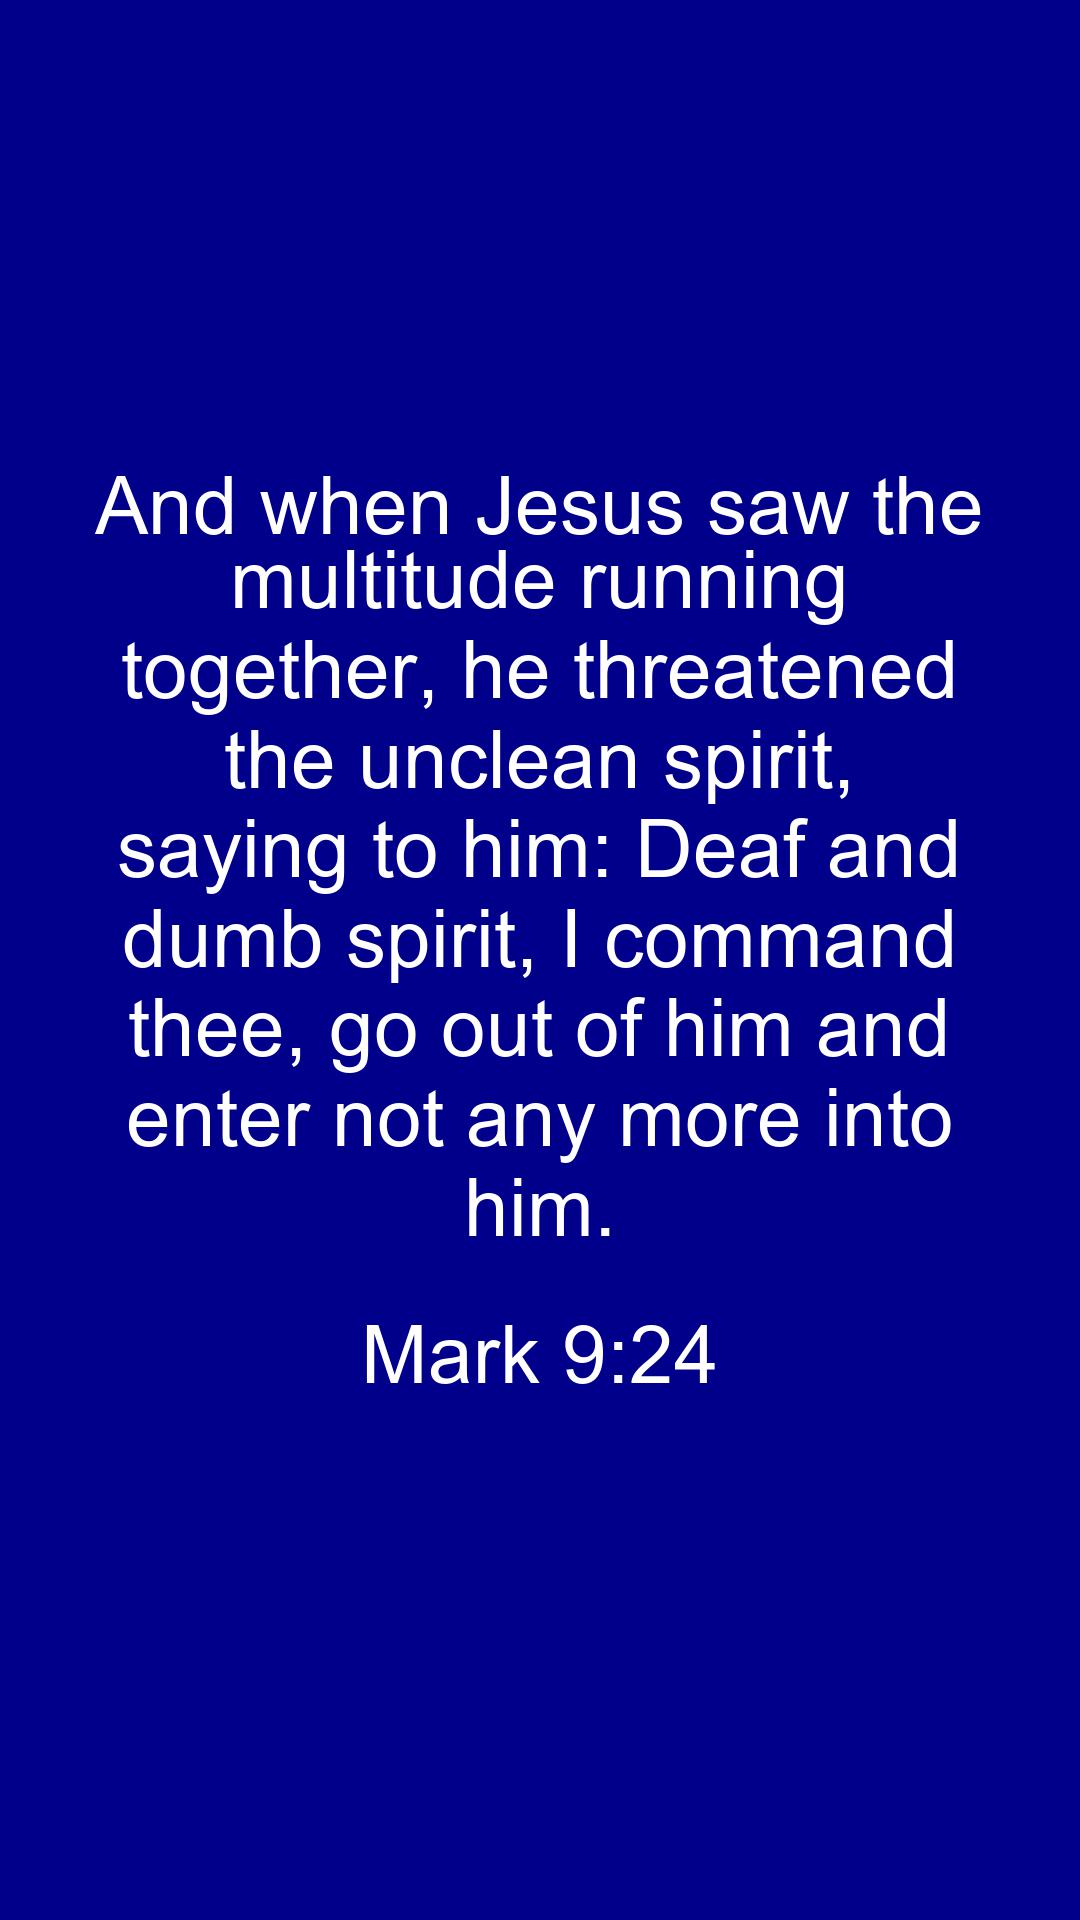 And when Jesus saw the
multitude running
together, he threatened
the unclean spirit,
saying to him: Deaf and
dumb spirit, I command
thee, go out of him and
enter not any more into
him.
Mark 9:24